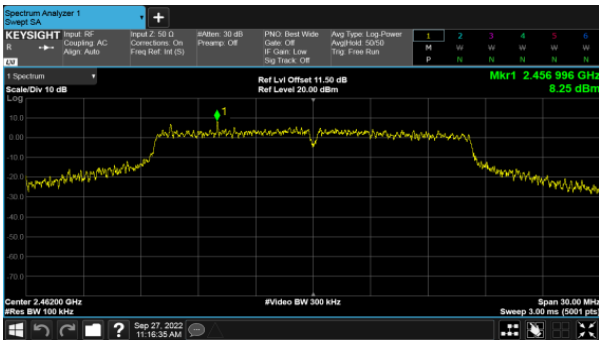 Spectrum Analyzer 1
Swept SA
+
KEYSIGHT
R
LXI
Input: RF
Coupling: AC
Align: Auto
Input Z: 50 Ω
Corrections: On
Freq Ref: Int (S)
#Atten: 30 dB
Preamp: Off
PNO: Best Wide
Gate: Off
IF Gain: Low
Sig Track: Off
Avg Type: Log-Power
Avg|Hold: 50/50
Trig: Free Run
1 2 3 4 5 6
M W W W W W
P N N N N N
1 Spectrum
Scale/Div 10 dB
Ref Lvl Offset 11.50 dB
Ref Level 20.00 dBm
Mkr1 2.456 996 GHz
8.25 dBm
Log
1
10.0
0.00
-10.0
-20.0
-30.0
-40.0
-50.0
-60.0
-70.0
Center 2.46200 GHz
#Res BW 100 kHz
#Video BW 300 kHz
Span 30.00 MHz
Sweep 3.00 ms (5001 pts)
?
Sep 27, 2022
11:16:35 AM